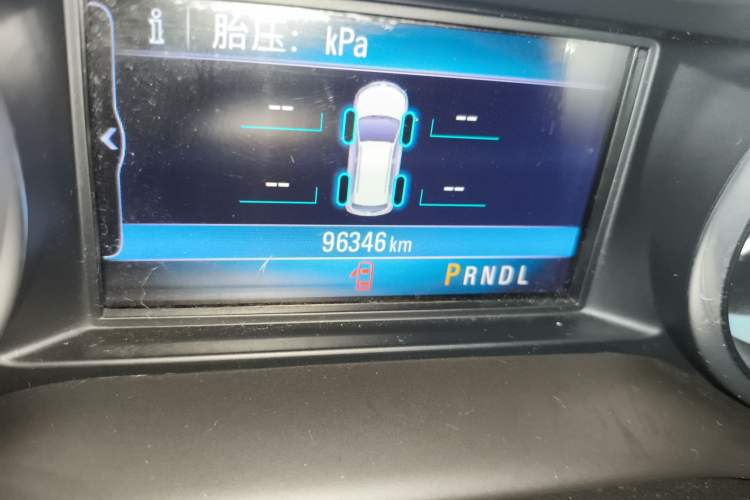 i 胎压: kPa
-- --
-- --
96346 km
PRNDL